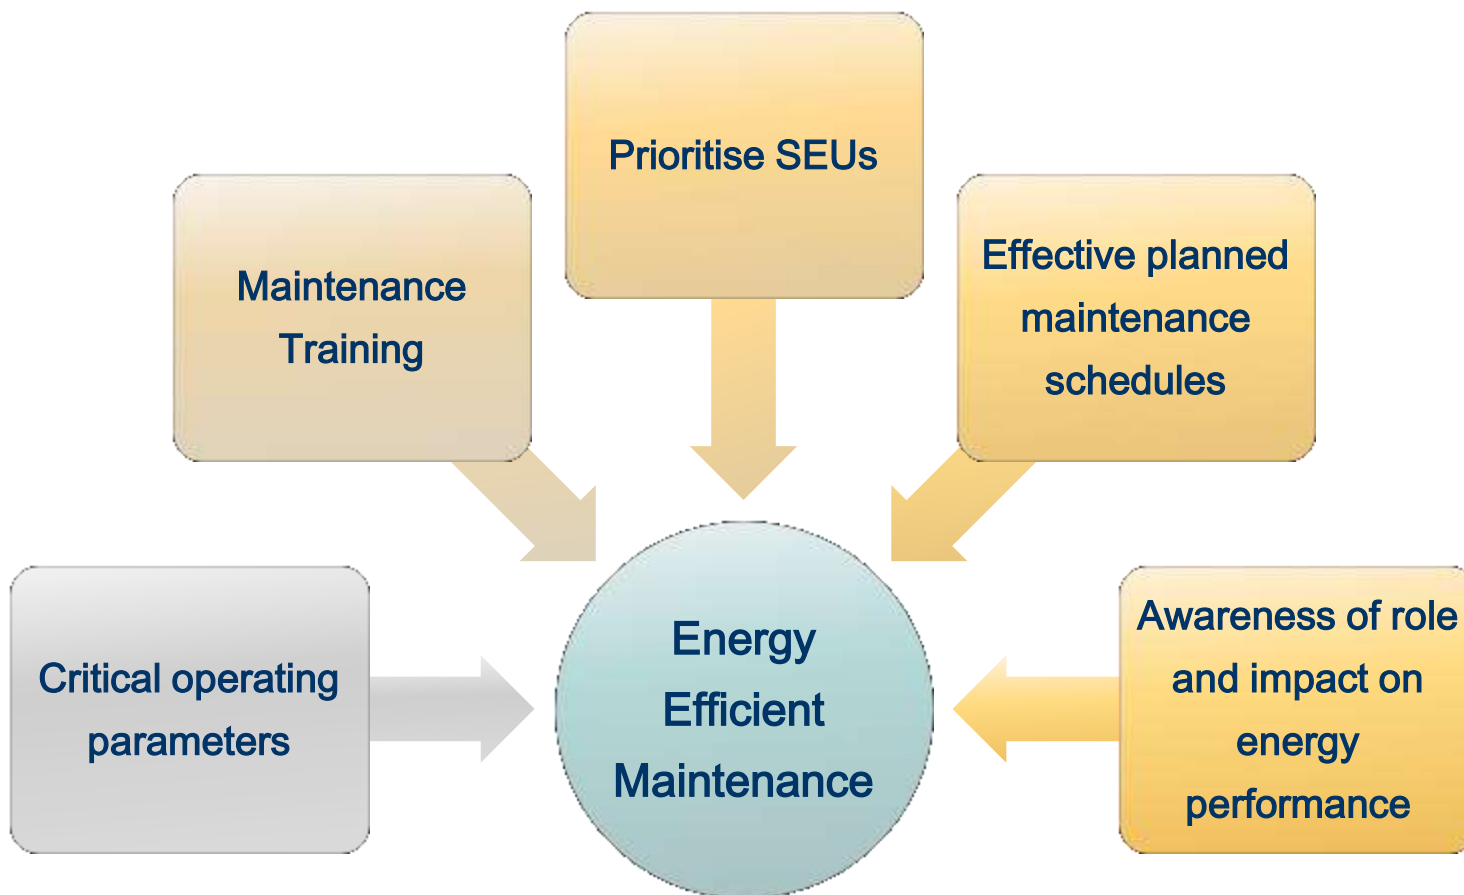 Prioritise SEUs
Maintenance
Training
Effective planned
maintenance
schedules
Critical operating
parameters
Energy
Efficient
Maintenance
Awareness of role
and impact on
energy
performance